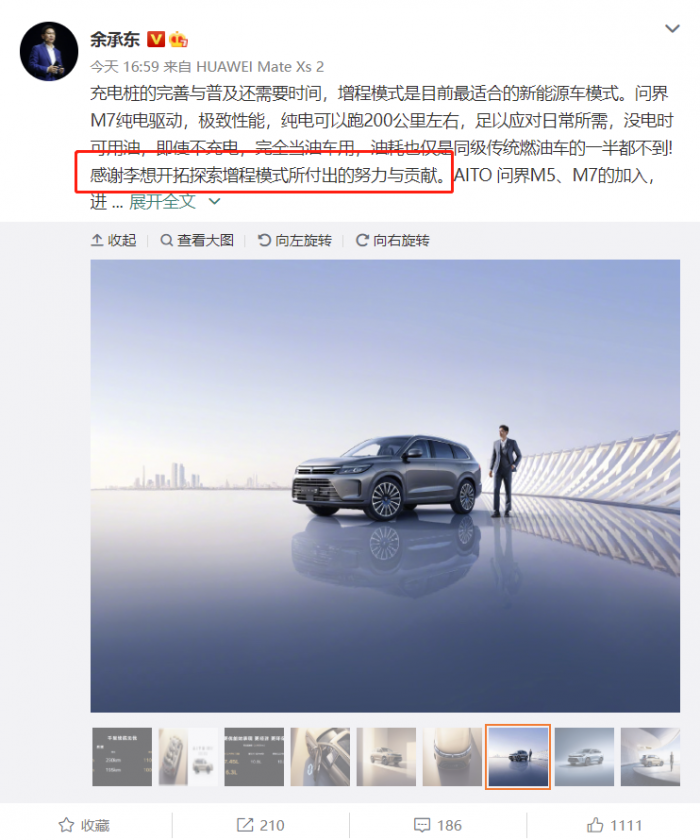 余承东
今天 16:59 来自 HUAWEI Mate Xs 2
充电桩的完善与普及还需要时间，增程模式是目前最适合的新能源车模式。问界
M7纯电驱动，极致性能，纯电可以跑200公里左右，足以应对日常所需，没电时
可用油，即使不充电，完全当油车用，油耗也仅是同级传统燃油车的一半都不到!
感谢李想开拓探索增程模式所付出的努力与贡献。AITO 问界M5、M7的加入，
进 ... 展开全文
收起 查看大图 向左旋转 向右旋转
收藏 210 186 1111